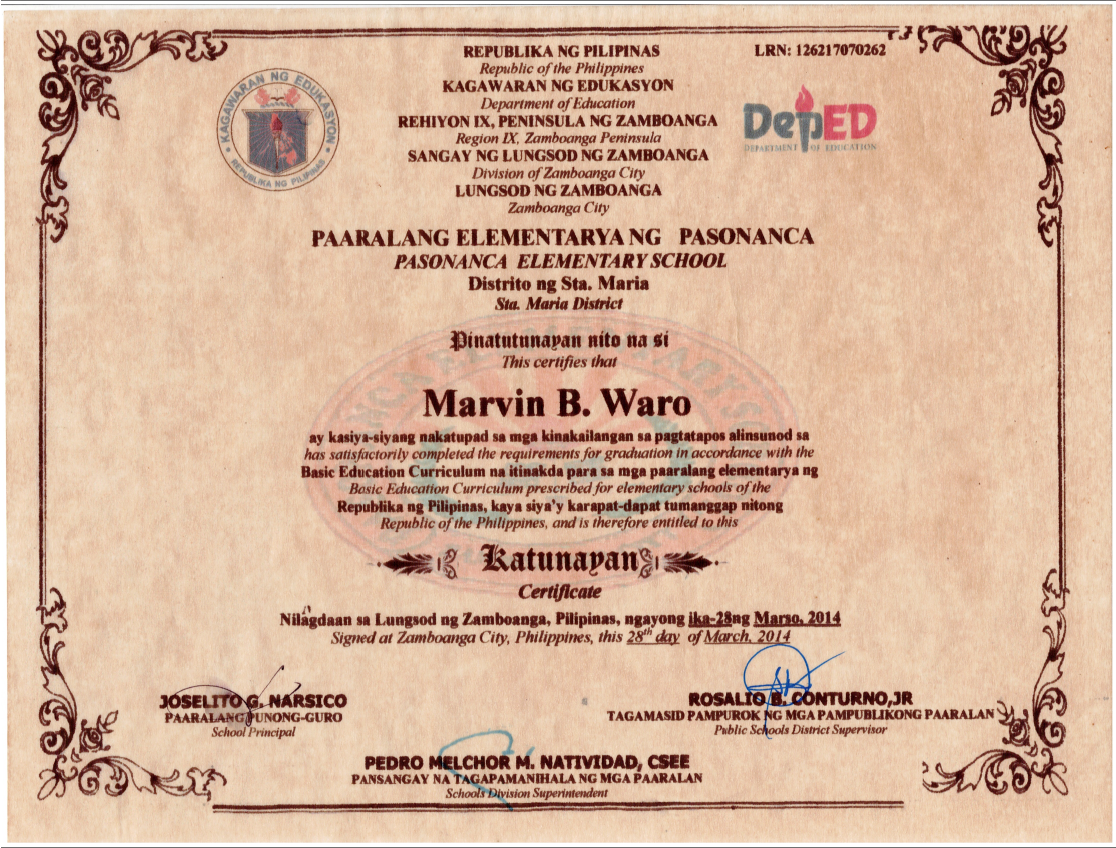 REPUBLIKA NG PILIPINAS
LRN: 126217070262
Republic of the Philippines
KAGAWARAN NG EDUKASYON
Department of Education
REHIYON IX, PENINSULA NG ZAMBOANGA
Region IX, Zamboanga Peninsula
SANGAY NG LUNGSOD NG ZAMBOANGA
Division of Zamboanga City
LUNGSOD NG ZAMBOANGA
Zamboanga City
KAGAWARAN NG EDUKASYON
REPUBLIKA NG PILIPINAS
DepED
DEPARTMENT OF EDUCATION
PAARALANG ELEMENTARYA NG PASONANCA
PASONANCA ELEMENTARY SCHOOL
Distrito ng Sta. Maria
Sta. Maria District
Pinatutunayan nito na si
This certifies that
Marvin B. Waro
ay kasiya-siyang nakatupad sa mga kinakailangan sa pagtatapos alinsunod sa
has satisfactorily completed the requirements for graduation in accordance with the
Basic Education Curriculum na itinakda para sa mga paaralang elementarya ng
Basic Education Curriculum prescribed for elementary schools of the
Republika ng Pilipinas, kaya siya'y karapat-dapat tumanggap nitong
Republic of the Philippines, and is therefore entitled to this
Katunayan
Certificate
Nilagdaan sa Lungsod ng Zamboanga, Pilipinas, ngayong ika-28ng Marso, 2014
Signed at Zamboanga City, Philippines, this 28th day of March, 2014
JOSELITO G. NARSICO
PAARALANG PUNONG-GURO
School Principal
ROSALIO B. CONTURNO,JR
TAGAMASID PAMPUROK NG MGA PAMPUBLIKONG PAARALAN
Public Schools District Supervisor
PEDRO MELCHOR M. NATIVIDAD, CSEE
PANSANGAY NA TAGAPAMANIHALA NG MGA PAARALAN
Schools Division Superintendent